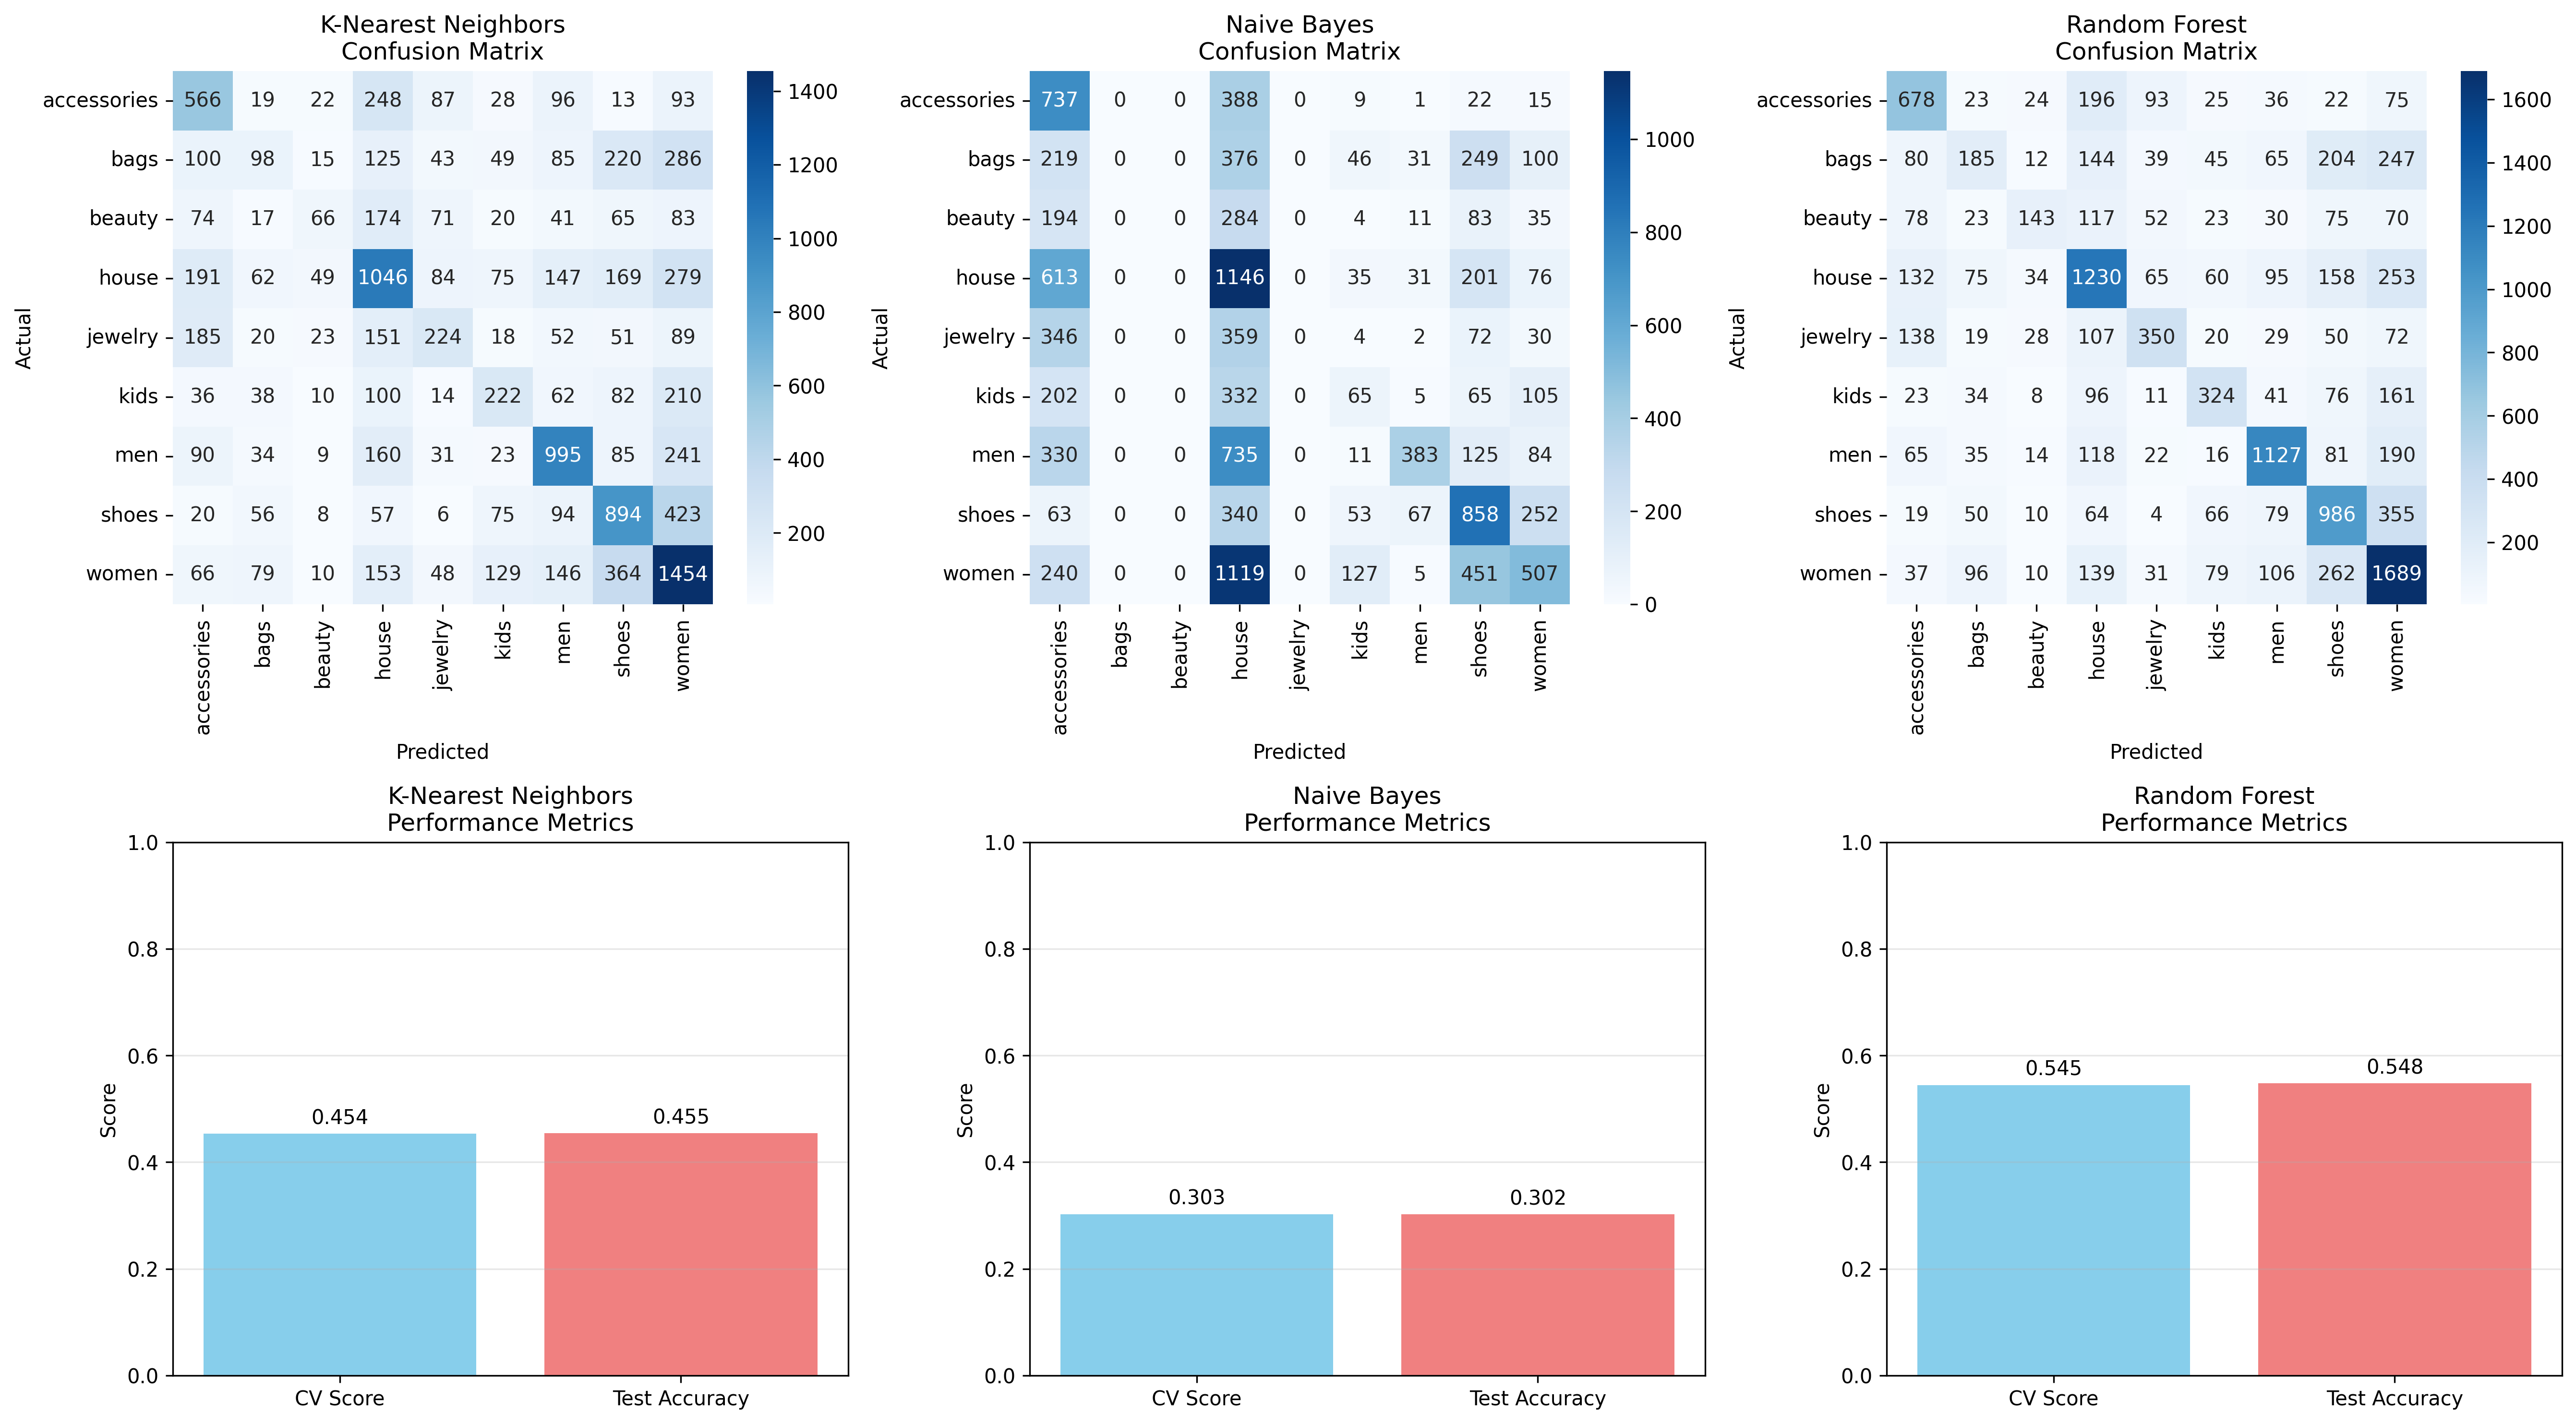 K-Nearest Neighbors
Confusion Matrix
Actual
accessories 566 19 22 248 87 28 96 13 93
bags 100 98 15 125 43 49 85 220 286
beauty 74 17 66 174 71 20 41 65 83
house 191 62 49 1046 84 75 147 169 279
jewelry 185 20 23 151 224 18 52 51 89
kids 36 38 10 100 14 222 62 82 210
men 90 34 9 160 31 23 995 85 241
shoes 20 56 8 57 6 75 94 894 423
women 66 79 10 153 48 129 146 364 1454
accessories bags beauty house jewelry kids men shoes women
Predicted
1400
1200
1000
800
600
400
200
Naive Bayes
Confusion Matrix
Actual
accessories 737 0 0 388 0 9 1 22 15
bags 219 0 0 376 0 46 31 249 100
beauty 194 0 0 284 0 4 11 83 35
house 613 0 0 1146 0 35 31 201 76
jewelry 346 0 0 359 0 4 2 72 30
kids 202 0 0 332 0 65 5 65 105
men 330 0 0 735 0 11 383 125 84
shoes 63 0 0 340 0 53 67 858 252
women 240 0 0 1119 0 127 5 451 507
accessories bags beauty house jewelry kids men shoes women
Predicted
1000
800
600
400
200
0
Random Forest
Confusion Matrix
Actual
accessories 678 23 24 196 93 25 36 22 75
bags 80 185 12 144 39 45 65 204 247
beauty 78 23 143 117 52 23 30 75 70
house 132 75 34 1230 65 60 95 158 253
jewelry 138 19 28 107 350 20 29 50 72
kids 23 34 8 96 11 324 41 76 161
men 65 35 14 118 22 16 1127 81 190
shoes 19 50 10 64 4 66 79 986 355
women 37 96 10 139 31 79 106 262 1689
accessories bags beauty house jewelry kids men shoes women
Predicted
1600
1400
1200
1000
800
600
400
200
K-Nearest Neighbors
Performance Metrics
Score
1.0
0.8
0.6
0.4
0.2
0.0
0.454 0.455
CV Score Test Accuracy
Naive Bayes
Performance Metrics
Score
1.0
0.8
0.6
0.4
0.2
0.0
0.303 0.302
CV Score Test Accuracy
Random Forest
Performance Metrics
Score
1.0
0.8
0.6
0.4
0.2
0.0
0.545 0.548
CV Score Test Accuracy